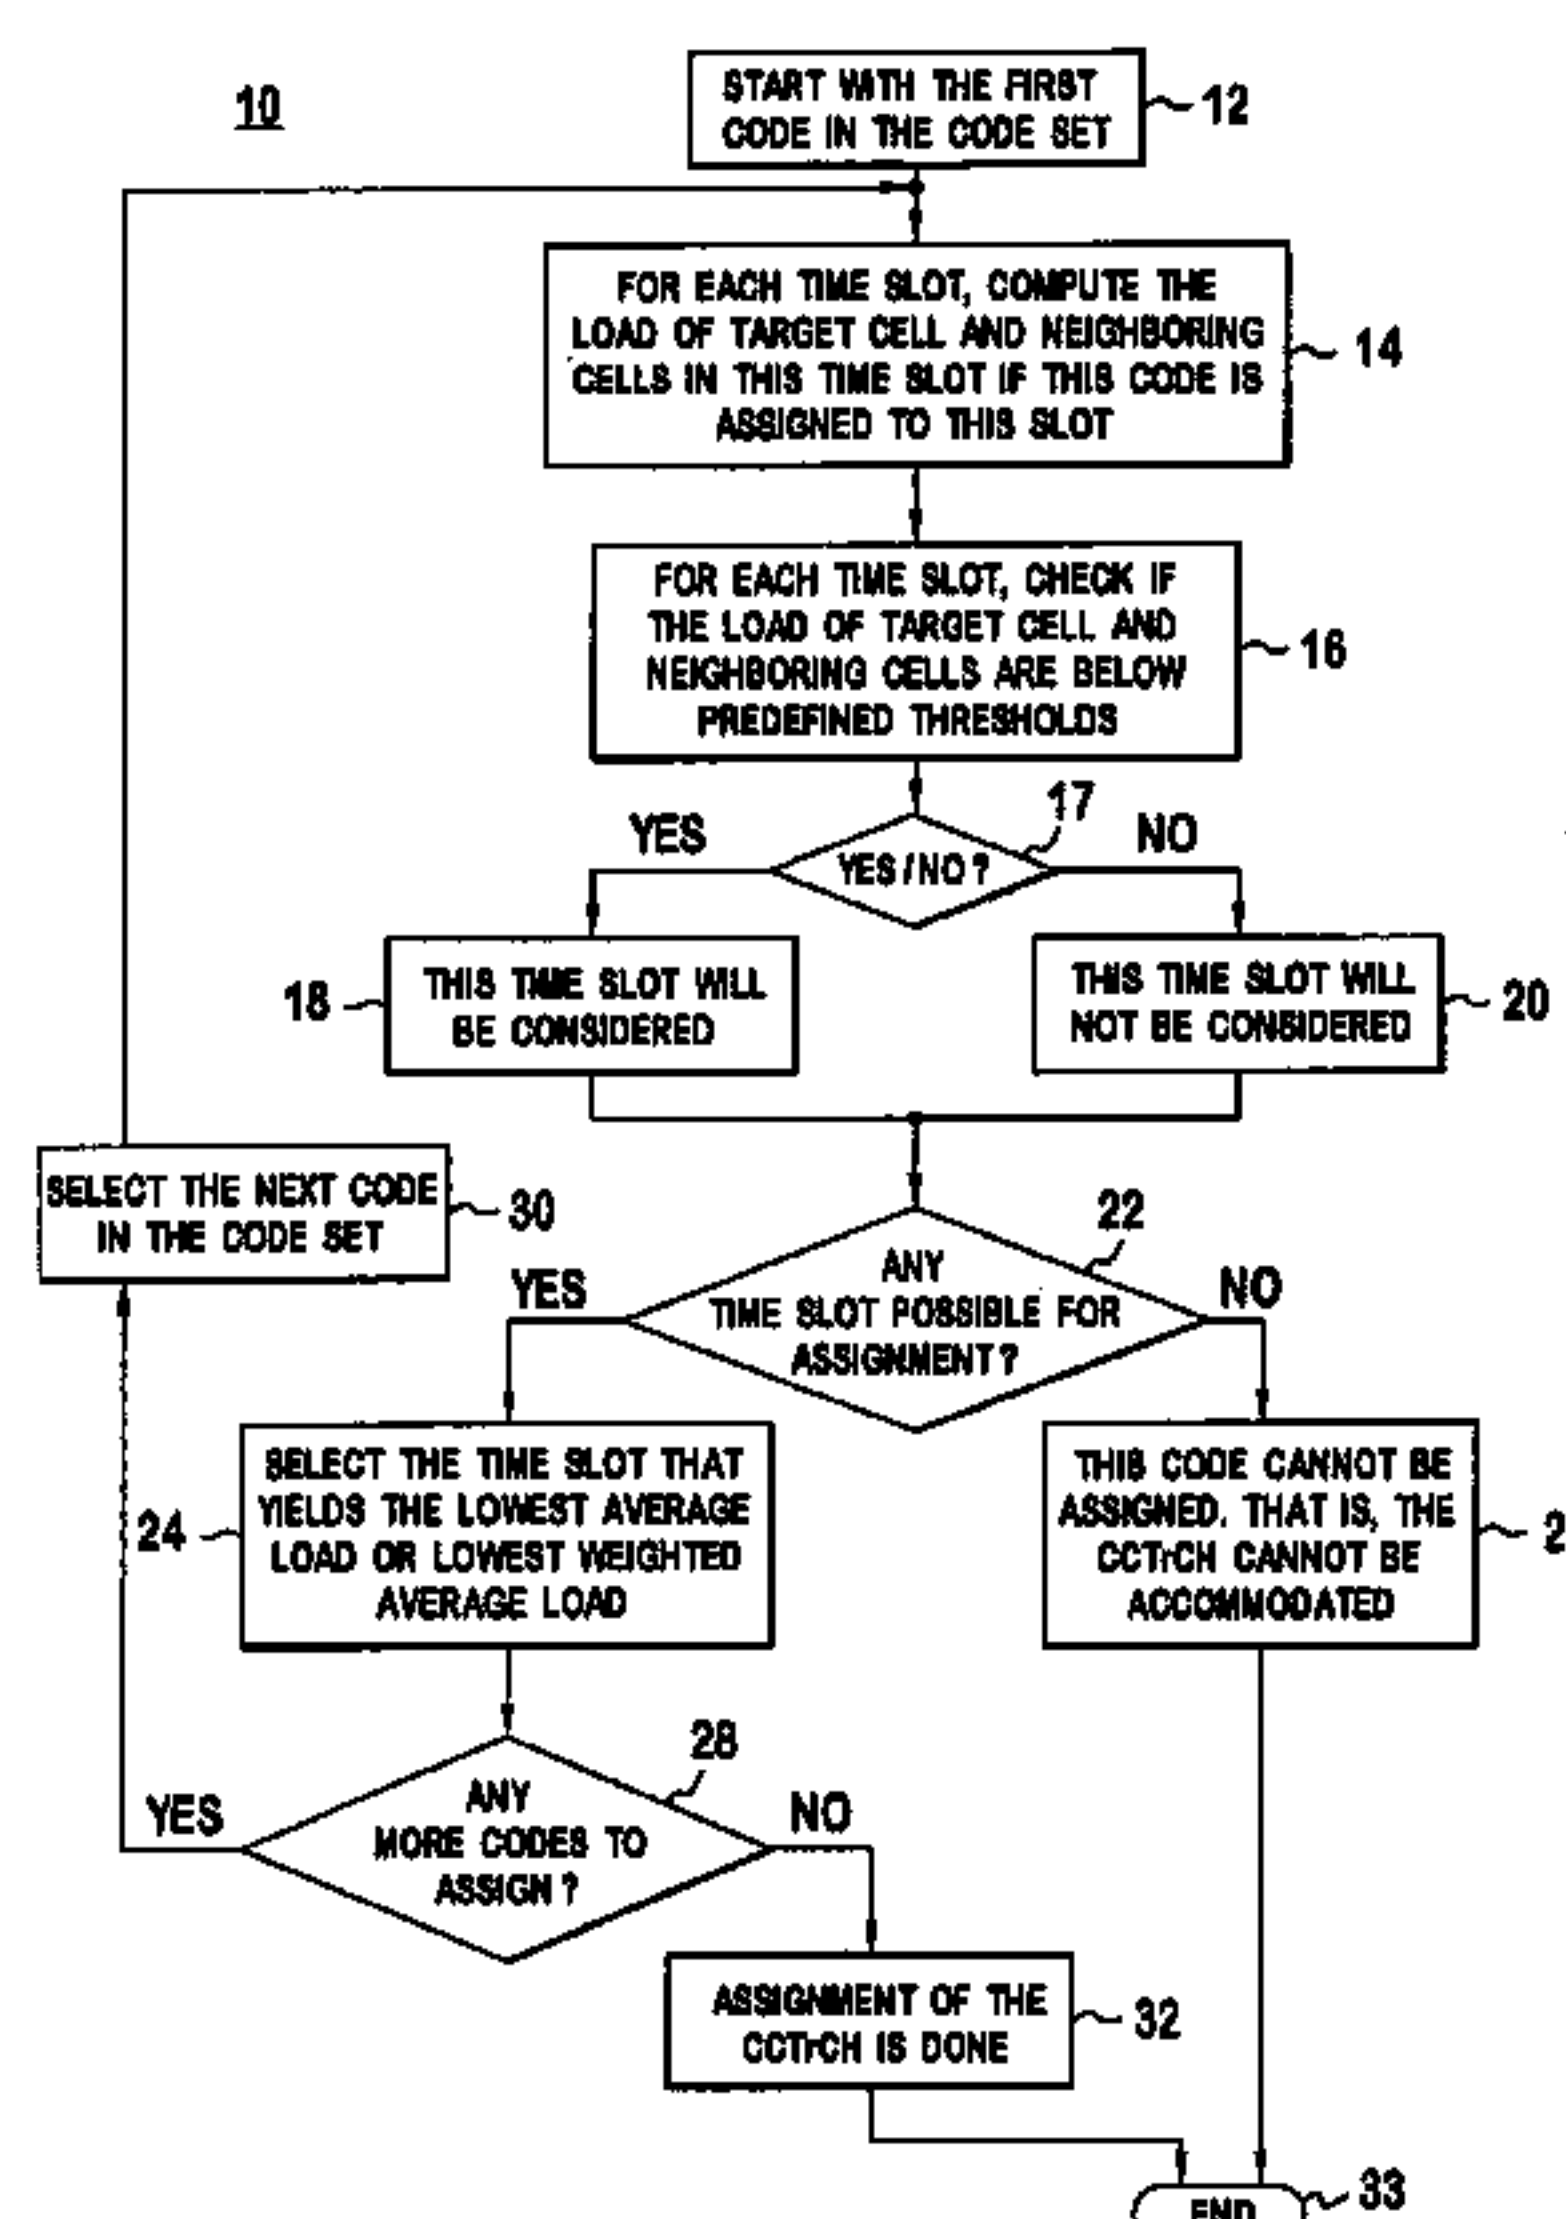 10
START WITH THE FIRST
CODE IN THE CODE SET
12
FOR EACH TIME SLOT, COMPUTE THE
LOAD OF TARGET CELL AND NEIGHBORING
CELLS IN THIS TIME SLOT IF THIS CODE IS
ASSIGNED TO THIS SLOT
14
FOR EACH TIME SLOT, CHECK IF
THE LOAD OF TARGET CELL AND
NEIGHBORING CELLS ARE BELOW
PREDEFINED THRESHOLDS
16
17
YES
YES/NO?
NO
18
THIS TIME SLOT WILL
BE CONSIDERED
THIS TIME SLOT WILL
NOT BE CONSIDERED
20
SELECT THE NEXT CODE
IN THE CODE SET
30
22
YES
ANY
TIME SLOT POSSIBLE FOR
ASSIGNMENT?
NO
24
SELECT THE TIME SLOT THAT
YIELDS THE LOWEST AVERAGE
LOAD OR LOWEST WEIGHTED
AVERAGE LOAD
THIS CODE CANNOT BE
ASSIGNED. THAT IS, THE
CCTrCH CANNOT BE
ACCOMMODATED
2
28
YES
ANY
MORE CODES TO
ASSIGN?
NO
ASSIGNMENT OF THE
CCTrCH IS DONE
32
END
33